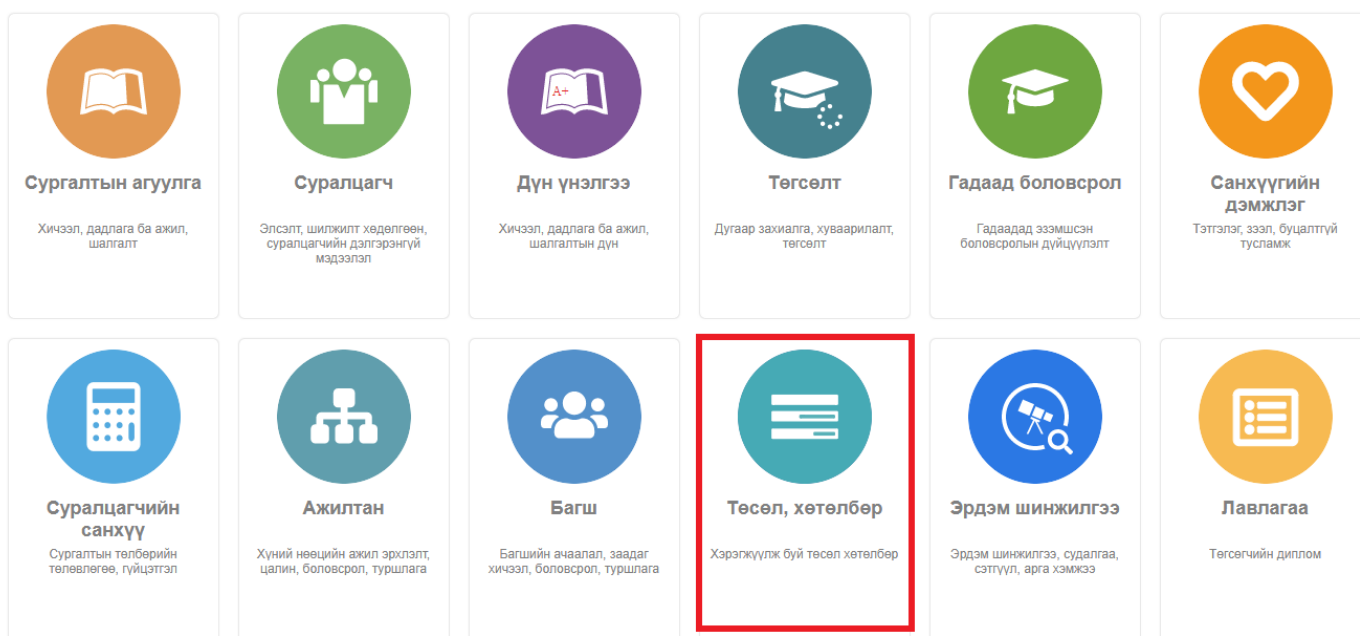 Сургалтын агуулга
Хичээл, дадлага ба ажил,
шалгалт
Суралцагч
Элсэлт, шилжилт хөдөлгөөн,
суралцагчийн дэлгэрэнгүй
мэдээлэл
A+
Дүн үнэлгээ
Хичээл, дадлага ба ажил,
шалгалтын дүн
Төгсөлт
Дугаар захиалга, хуваарилалт,
төгсөлт
Гадаад боловсрол
Гадаадад эзэмшсэн
боловсролын дүйцүүлэлт
Санхүүгийн
дэмжлэг
Тэтгэлэг, зээл, буцалтгүй
тусламж
Суралцагчийн
санхүү
Сургалтын төлбөрийн
төлөвлөгөө, гүйцэтгэл
Ажилтан
Хүний нөөцийн ажил эрхлэлт,
цалин, боловсрол, туршлага
Багш
Багшийн ачаалал, заадаг
хичээл, боловсрол, туршлага
Төсөл, хөтөлбөр
Хэрэгжүүлж буй төсөл хөтөлбөр
Эрдэм шинжилгээ
Эрдэм шинжилгээ, судалгаа,
сэтгүүл, арга хэмжээ
Лавлагаа
Төгсөгчийн диплом